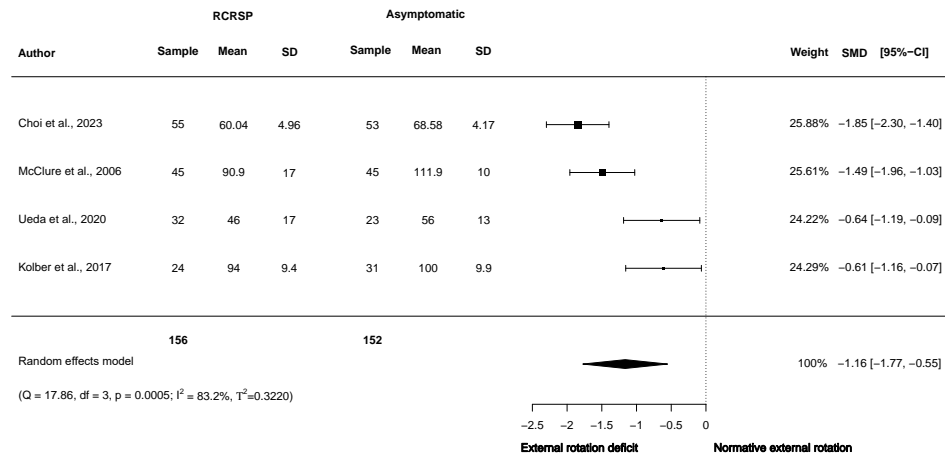 RCRSP Asymptomatic
Author Sample Mean SD Sample Mean SD Weight SMD [95%−CI]
Choi et al., 2023 55 60.04 4.96 53 68.58 4.17 25.88% −1.85 [−2.30, −1.40]
McClure et al., 2006 45 90.9 17 45 111.9 10 25.61% −1.49 [−1.96, −1.03]
Ueda et al., 2020 32 46 17 23 56 13 24.22% −0.64 [−1.19, −0.09]
Kolber et al., 2017 24 94 9.4 31 100 9.9 24.29% −0.61 [−1.16, −0.07]
156 152
Random effects model 100% −1.16 [−1.77, −0.55]
(Q = 17.86, df = 3, p = 0.0005; I² = 83.2%, T²=0.3220)
−2.5 −2 −1.5 −1 −0.5 0
External rotation deficit Normative external rotation